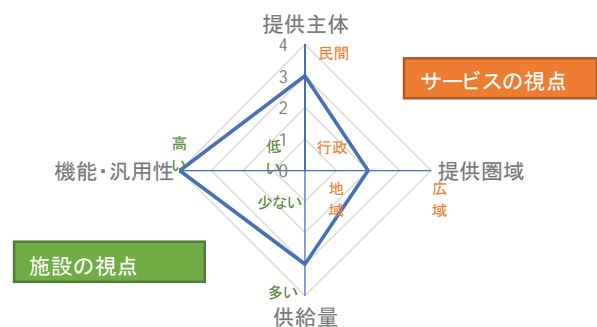 提供主体
4
民間
3
サービスの視点
2
高い
低い
1
行政
機能・汎用性
0
提供圏域
少ない
地域
広域
施設の視点
多い
供給量